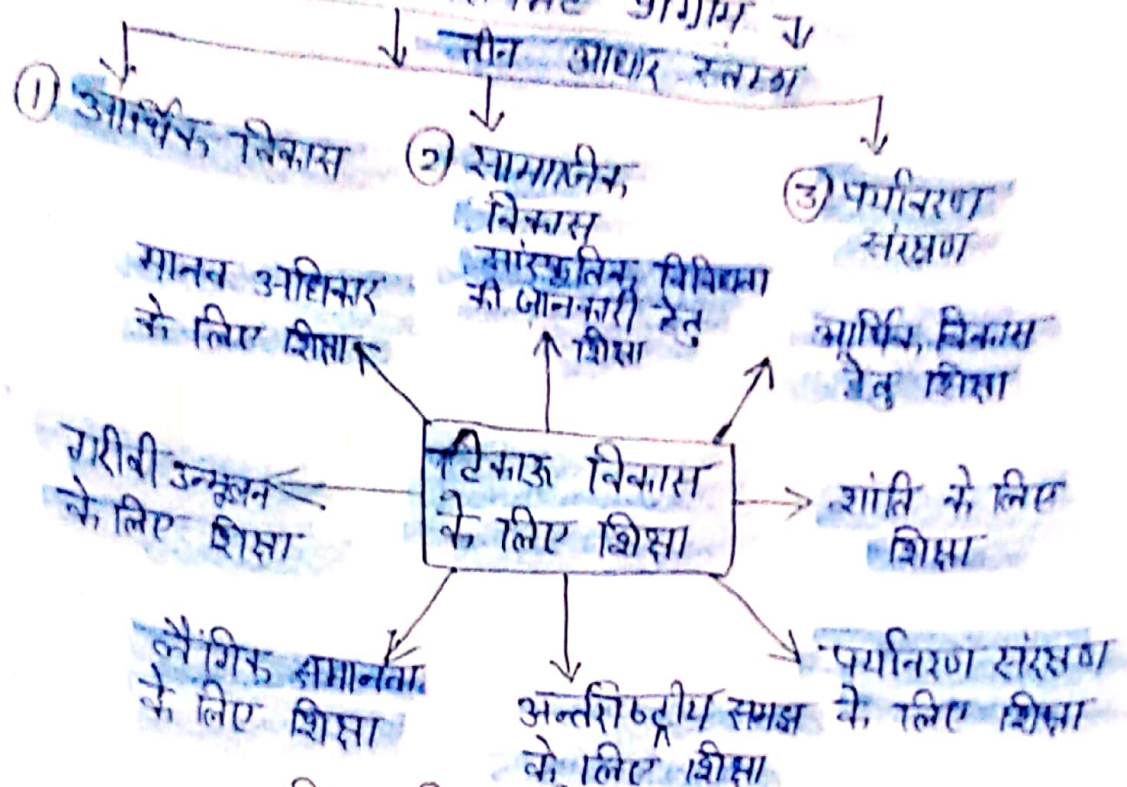 तीन आधार स्तम्भ
① आर्थिक विकास
② सामाजिक
विकास
③ पर्यावरण
संरक्षण
मानव अधिकार
के लिए शिक्षा
सांस्कृतिक विविधता
की जानकारी हेतु
शिक्षा
आर्थिक विकास
हेतु शिक्षा
गरीबी उन्मूलन
के लिए शिक्षा
टिकाऊ विकास
के लिए शिक्षा
शांति के लिए
शिक्षा
लैंगिक समानता
के लिए शिक्षा
अन्तर्राष्ट्रीय समझ
के लिए शिक्षा
पर्यावरण संरक्षण
के लिए शिक्षा